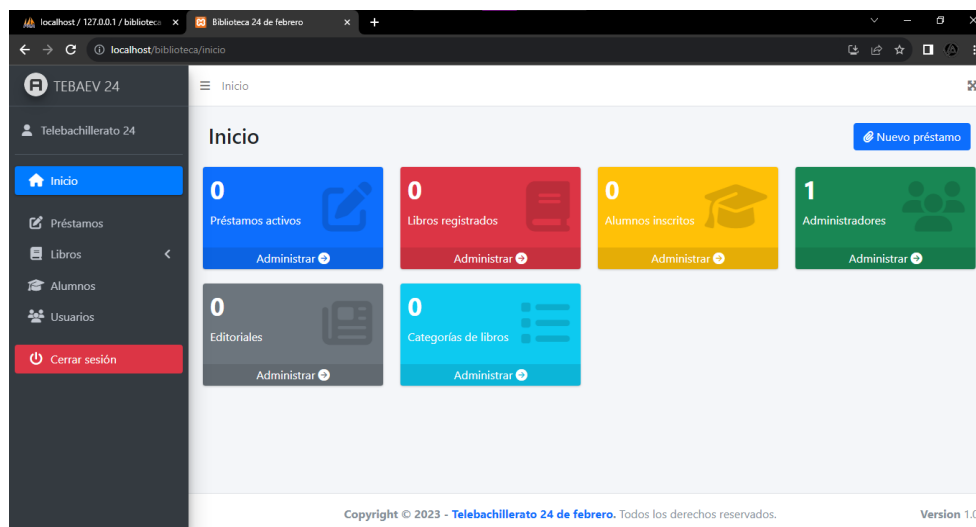 localhost / 127.0.0.1 / biblioteca
Biblioteca 24 de febrero
localhost/biblioteca/inicio
TEBAEV 24
Inicio
Telebachillerato 24
Inicio
Nuevo préstamo
Inicio
Préstamos
Libros
Alumnos
Usuarios
Cerrar sesión
0
Préstamos activos
Administrar
0
Libros registrados
Administrar
0
Alumnos inscritos
Administrar
1
Administradores
Administrar
0
Editoriales
Administrar
0
Categorías de libros
Administrar
Copyright © 2023 - Telebachillerato 24 de febrero. Todos los derechos reservados.
Version 1.0